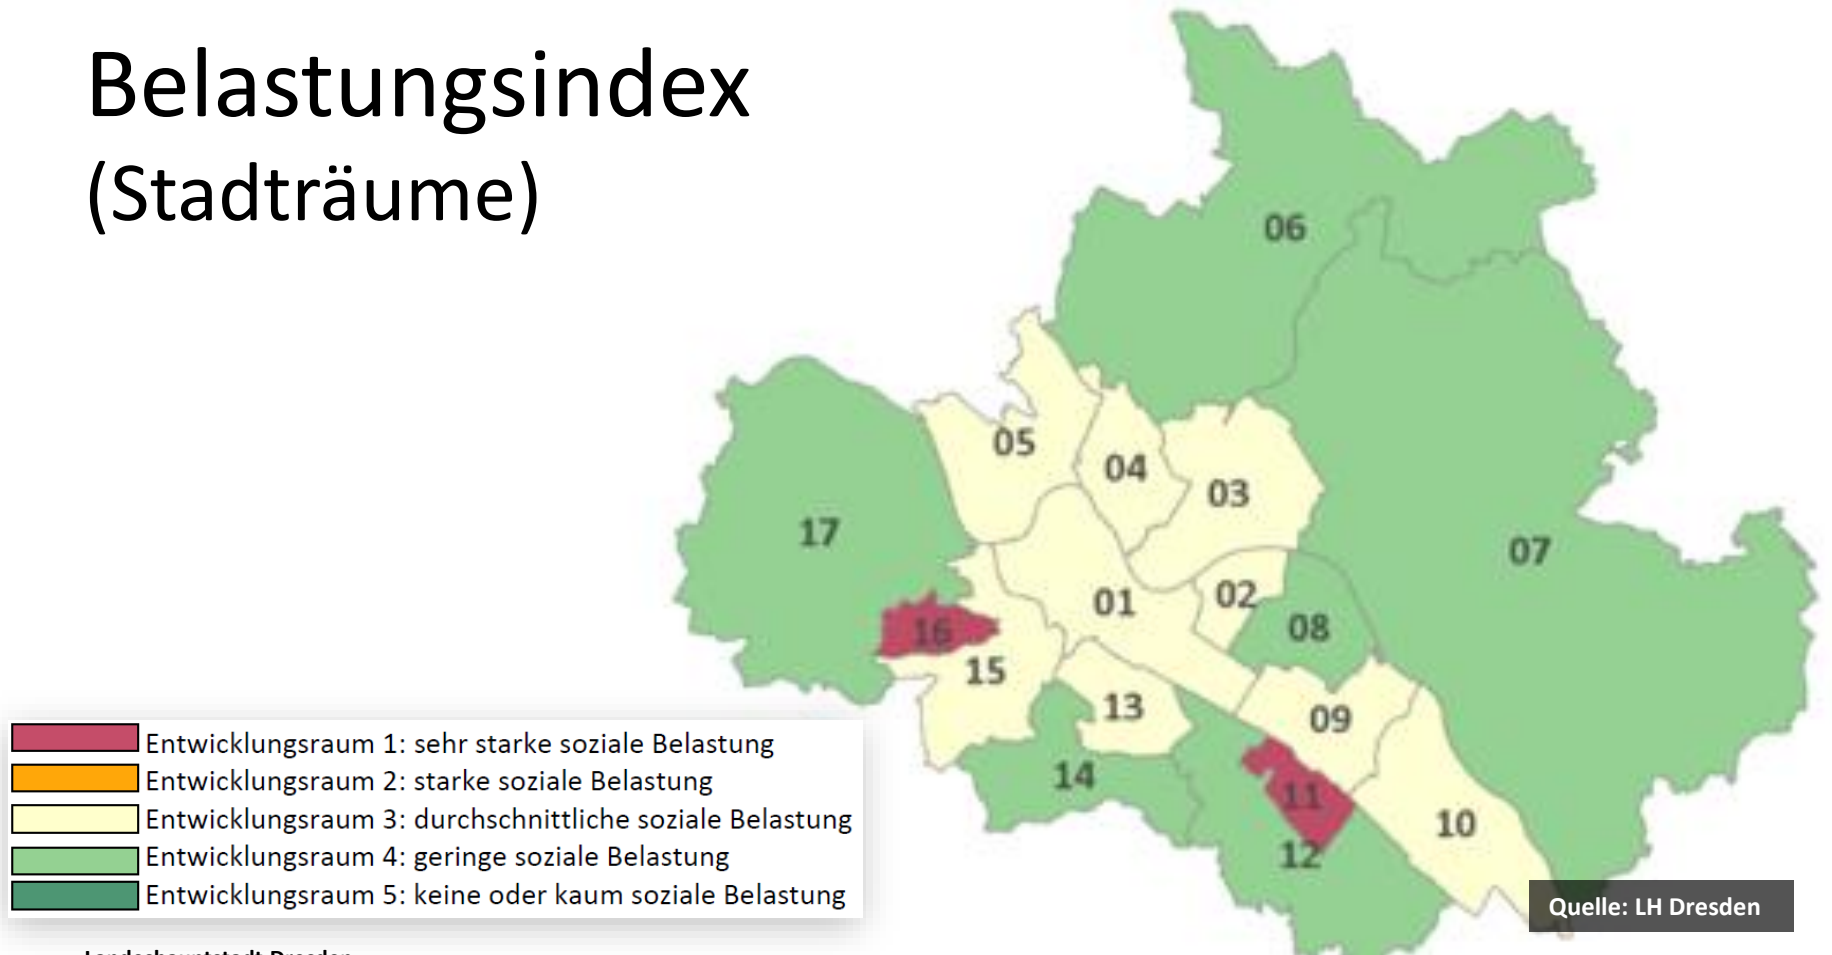 Belastungsindex
(Stadträume)
06
05
04
03
17
07
01
02
08
16
15
13
09
14
11
10
12
Entwicklungsraum 1: sehr starke soziale Belastung
Entwicklungsraum 2: starke soziale Belastung
Entwicklungsraum 3: durchschnittliche soziale Belastung
Entwicklungsraum 4: geringe soziale Belastung
Entwicklungsraum 5: keine oder kaum soziale Belastung
Quelle: LH Dresden
Landeshauptstadt Dresden